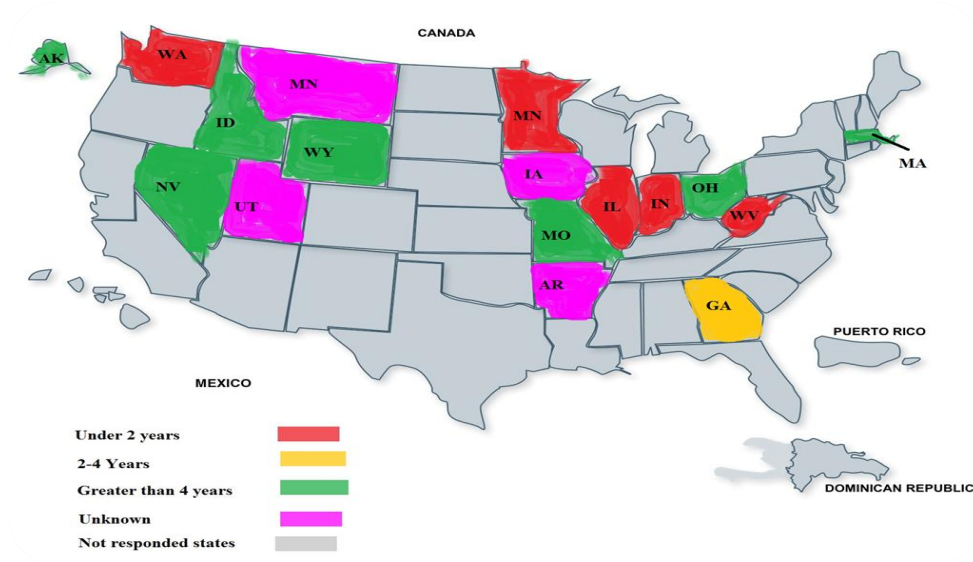 CANADA
AK
WA
MN
MN
ID
WY
MA
IA
NV
OH
UT
IL
IN
WV
MO
AR
GA
PUERTO RICO
MEXICO
Under 2 years
2-4 Years
Greater than 4 years
Unknown
Not responded states
DOMINICAN REPUBLIC